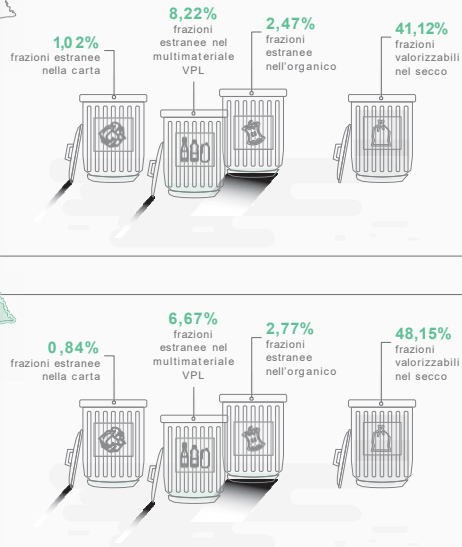 8,22%
frazioni
estranee nel
multimateriale
VPL
2,47%
frazioni
estranee
nell'organico
41,12%
frazioni
valorizzabili
nel secco
1,02%
frazioni estranee
nella carta
6,67%
frazioni
estranee nel
multimateriale
VPL
2,77%
frazioni
estranee
nell'organico
48,15%
frazioni
valorizzabili
nel secco
0,84%
frazioni estranee
nella carta